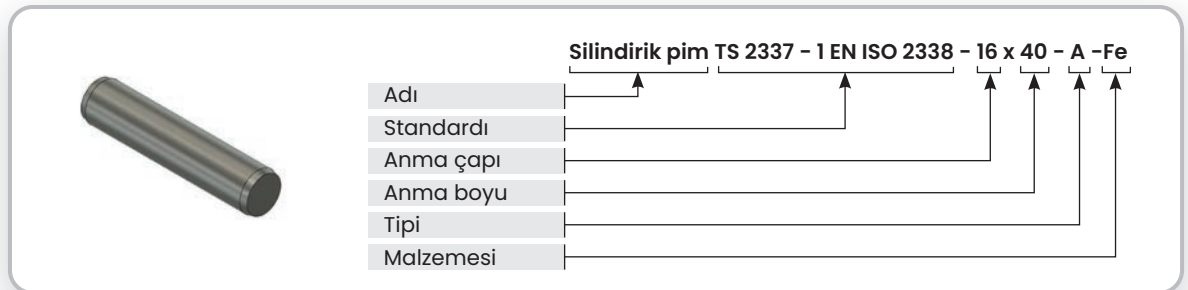 Silindirik pim TS 2337 - 1 EN ISO 2338 - 16 x 40 - A -Fe
Adı
Standardı
Anma çapı
Anma boyu
Tipi
Malzemesi